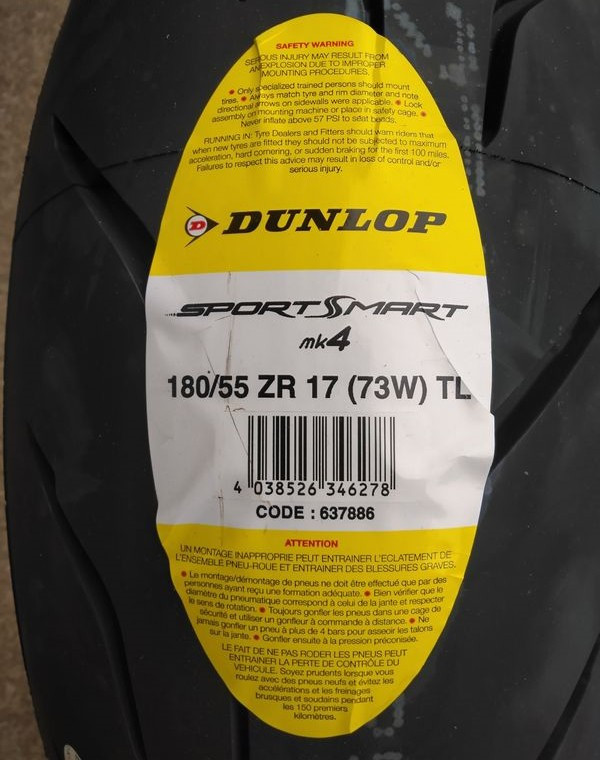 SAFETY WARNING
SERIOUS INJURY MAY RESULT FROM
AN EXPLOSION DUE TO IMPROPER
MOUNTING PROCEDURES.
• Only specialized trained persons should mount
tires. • Always match tyre and rim diameter and note
directional arrows on sidewalls were applicable. • Lock
assembly on mounting machine or place in safety cage. •
Never inflate above 57 PSI to seat beads.
RUNNING IN: Tyre Dealers and Fitters should warn riders that
when new tyres are fitted they should not be subjected to maximum
acceleration, hard cornering, or sudden braking for the first 100 miles.
Failures to respect this advice may result in loss of control and/or
serious injury.
D DUNLOP
SPORTSMART
mk4
180/55 ZR 17 (73W) TL
4 038526 346278
CODE : 637886
ATTENTION
UN MONTAGE INAPPROPRIE PEUT ENTRAINER L'ECLATEMENT DE
L'ENSEMBLE PNEU-ROUE ET ENTRAINER DES BLESSURES GRAVES.
• Le montage/démontage de pneus ne doit être effectué que par des
personnes ayant reçu une formation adéquate. • Bien vérifier que le
diamètre du pneumatique correspond à celui de la jante et respecter
le sens de rotation. • Toujours gonfler les pneus dans une cage de
sécurité et utiliser un gonfleur à commande à distance. • Ne
jamais gonfler un pneu à plus de 4 bars pour asseoir les talons
sur la jante. • Gonfler ensuite à la pression préconisée.
LE FAIT DE NE PAS RODER LES PNEUS PEUT
ENTRAINER LA PERTE DE CONTRÔLE DU
VEHICULE. Soyez prudents lorsque vous
roulez avec des pneus neufs et évitez les
accélérations et les freinages
brusques et soudains pendant
les 150 premiers
kilomètres.